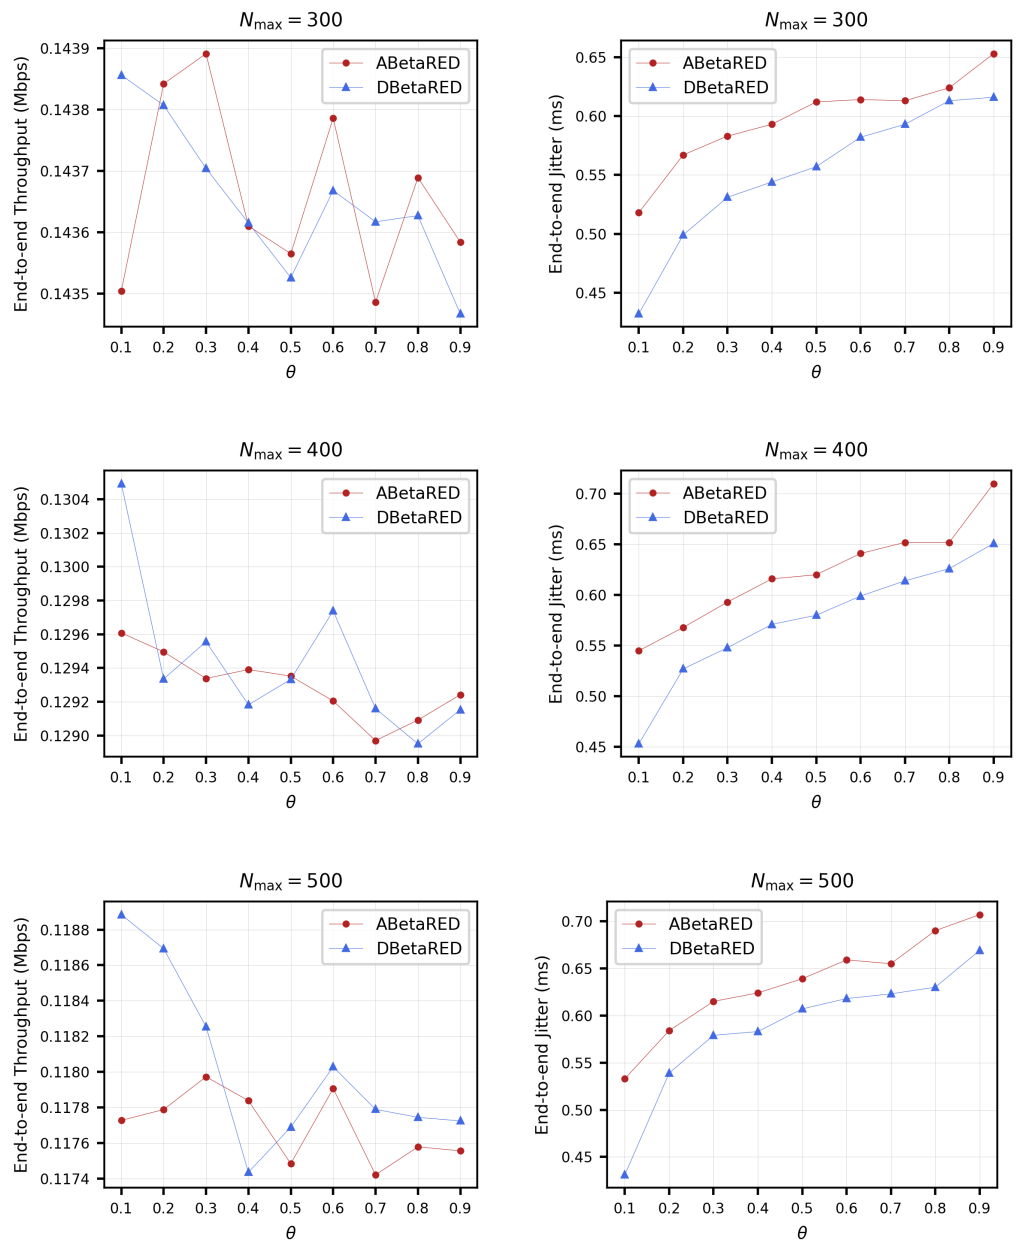 N_max = 300
0.1439
0.1438
0.1437
0.1436
0.1435
End-to-end Throughput (Mbps)
ABetaRED
DBetaRED
0.1 0.2 0.3 0.4 0.5 0.6 0.7 0.8 0.9
θ
N_max = 300
0.65
0.60
0.55
0.50
0.45
End-to-end Jitter (ms)
ABetaRED
DBetaRED
0.1 0.2 0.3 0.4 0.5 0.6 0.7 0.8 0.9
θ
N_max = 400
0.1304
0.1302
0.1300
0.1298
0.1296
0.1294
0.1292
0.1290
End-to-end Throughput (Mbps)
ABetaRED
DBetaRED
0.1 0.2 0.3 0.4 0.5 0.6 0.7 0.8 0.9
θ
N_max = 400
0.70
0.65
0.60
0.55
0.50
0.45
End-to-end Jitter (ms)
ABetaRED
DBetaRED
0.1 0.2 0.3 0.4 0.5 0.6 0.7 0.8 0.9
θ
N_max = 500
0.1188
0.1186
0.1184
0.1182
0.1180
0.1178
0.1176
0.1174
End-to-end Throughput (Mbps)
ABetaRED
DBetaRED
0.1 0.2 0.3 0.4 0.5 0.6 0.7 0.8 0.9
θ
N_max = 500
0.70
0.65
0.60
0.55
0.50
0.45
End-to-end Jitter (ms)
ABetaRED
DBetaRED
0.1 0.2 0.3 0.4 0.5 0.6 0.7 0.8 0.9
θ